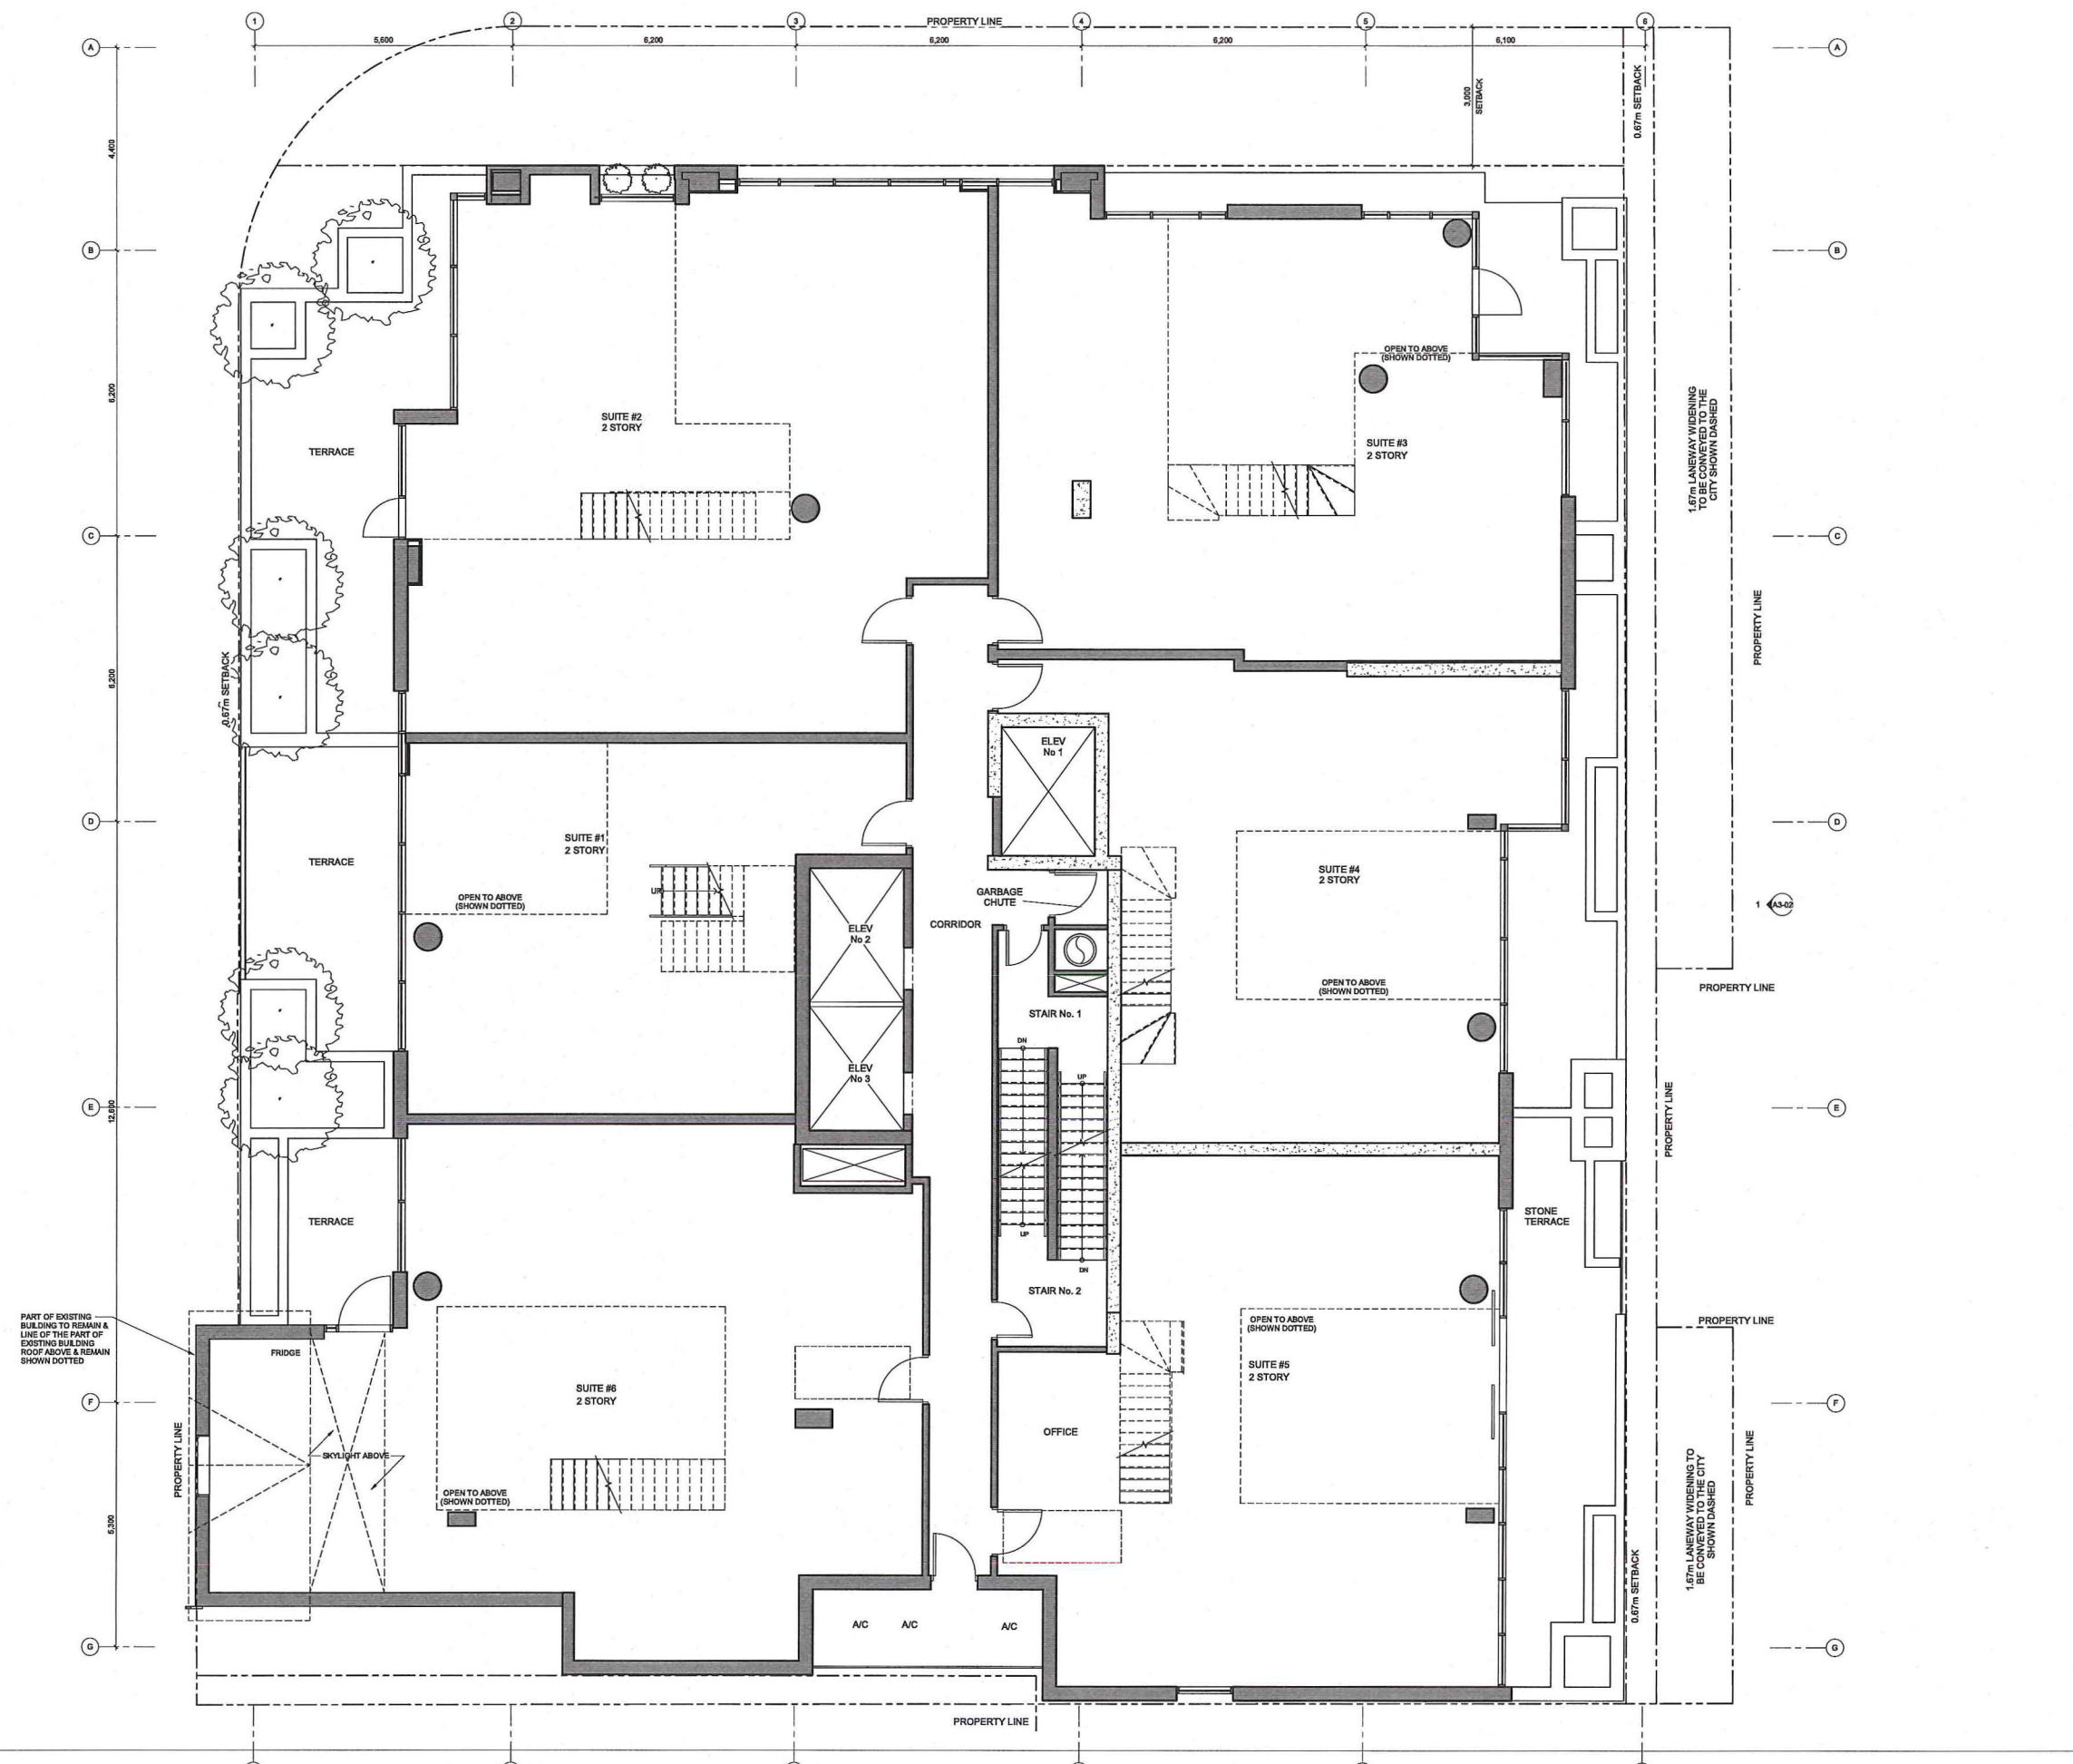 1
2
3
4
5
6
PROPERTY LINE
5,600
6,200
6,200
6,200
6,100
A
A
3,000
SETBACK
0.67m SETBACK
4,400
B
B
OPEN TO ABOVE
(SHOWN DOTTED)
6,200
SUITE #2
2 STORY
SUITE #3
2 STORY
TERRACE
1.67m LANEWAY WIDENING
TO BE CONVEYED TO THE
CITY SHOWN DASHED
C
C
PROPERTY LINE
6,200
0.67m SETBACK
ELEV
No 1
D
D
SUITE #1
2 STORY
TERRACE
SUITE #4
2 STORY
UP
GARBAGE
CHUTE
OPEN TO ABOVE
(SHOWN DOTTED)
1
A3-02
CORRIDOR
ELEV
No 2
OPEN TO ABOVE
(SHOWN DOTTED)
PROPERTY LINE
STAIR No. 1
DN
ELEV
No 3
UP
E
E
12,600
PROPERTY LINE
TERRACE
STONE
TERRACE
UP
DN
STAIR No. 2
PART OF EXISTING
BUILDING TO REMAIN &
LINE OF THE PART OF
EXISTING BUILDING
ROOF ABOVE & REMAIN
SHOWN DOTTED
OPEN TO ABOVE
(SHOWN DOTTED)
PROPERTY LINE
FRIDGE
SUITE #5
2 STORY
SUITE #6
2 STORY
F
F
OFFICE
PROPERTY LINE
SKYLIGHT ABOVE
PROPERTY LINE
OPEN TO ABOVE
(SHOWN DOTTED)
1.67m LANEWAY WIDENING TO
BE CONVEYED TO THE CITY
SHOWN DASHED
5,300
0.67m SETBACK
A/C
A/C
A/C
G
G
PROPERTY LINE